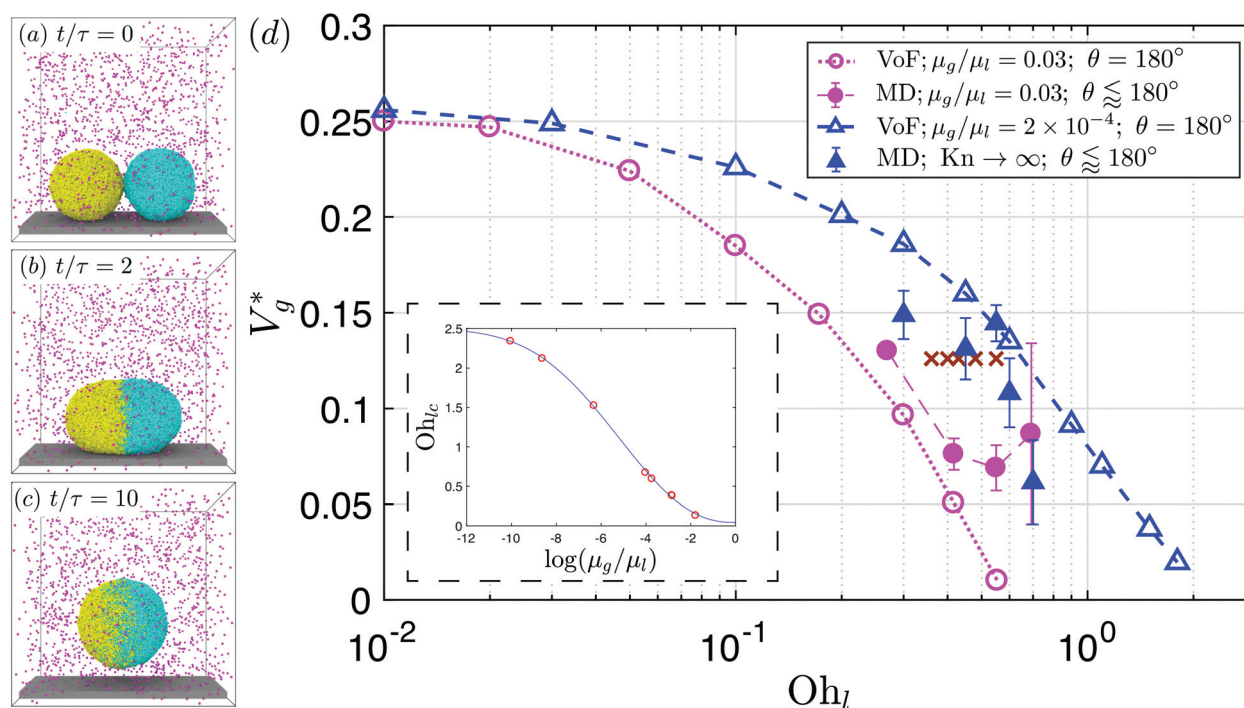 (a) t/τ = 0
(b) t/τ = 2
(c) t/τ = 10
(d)
V*g
0.3
0.25
0.2
0.15
0.1
0.05
0
10⁻²
10⁻¹
10⁰
Ohₗ
VoF; μg/μₗ = 0.03; θ = 180°
MD; μg/μₗ = 0.03; θ ⪅ 180°
VoF; μg/μₗ = 2 × 10⁻⁴; θ = 180°
MD; Kn → ∞; θ ⪅ 180°
Ohlc
2.5
2
1.5
1
0.5
0
-12 -10 -8 -6 -4 -2 0
log(μg/μₗ)